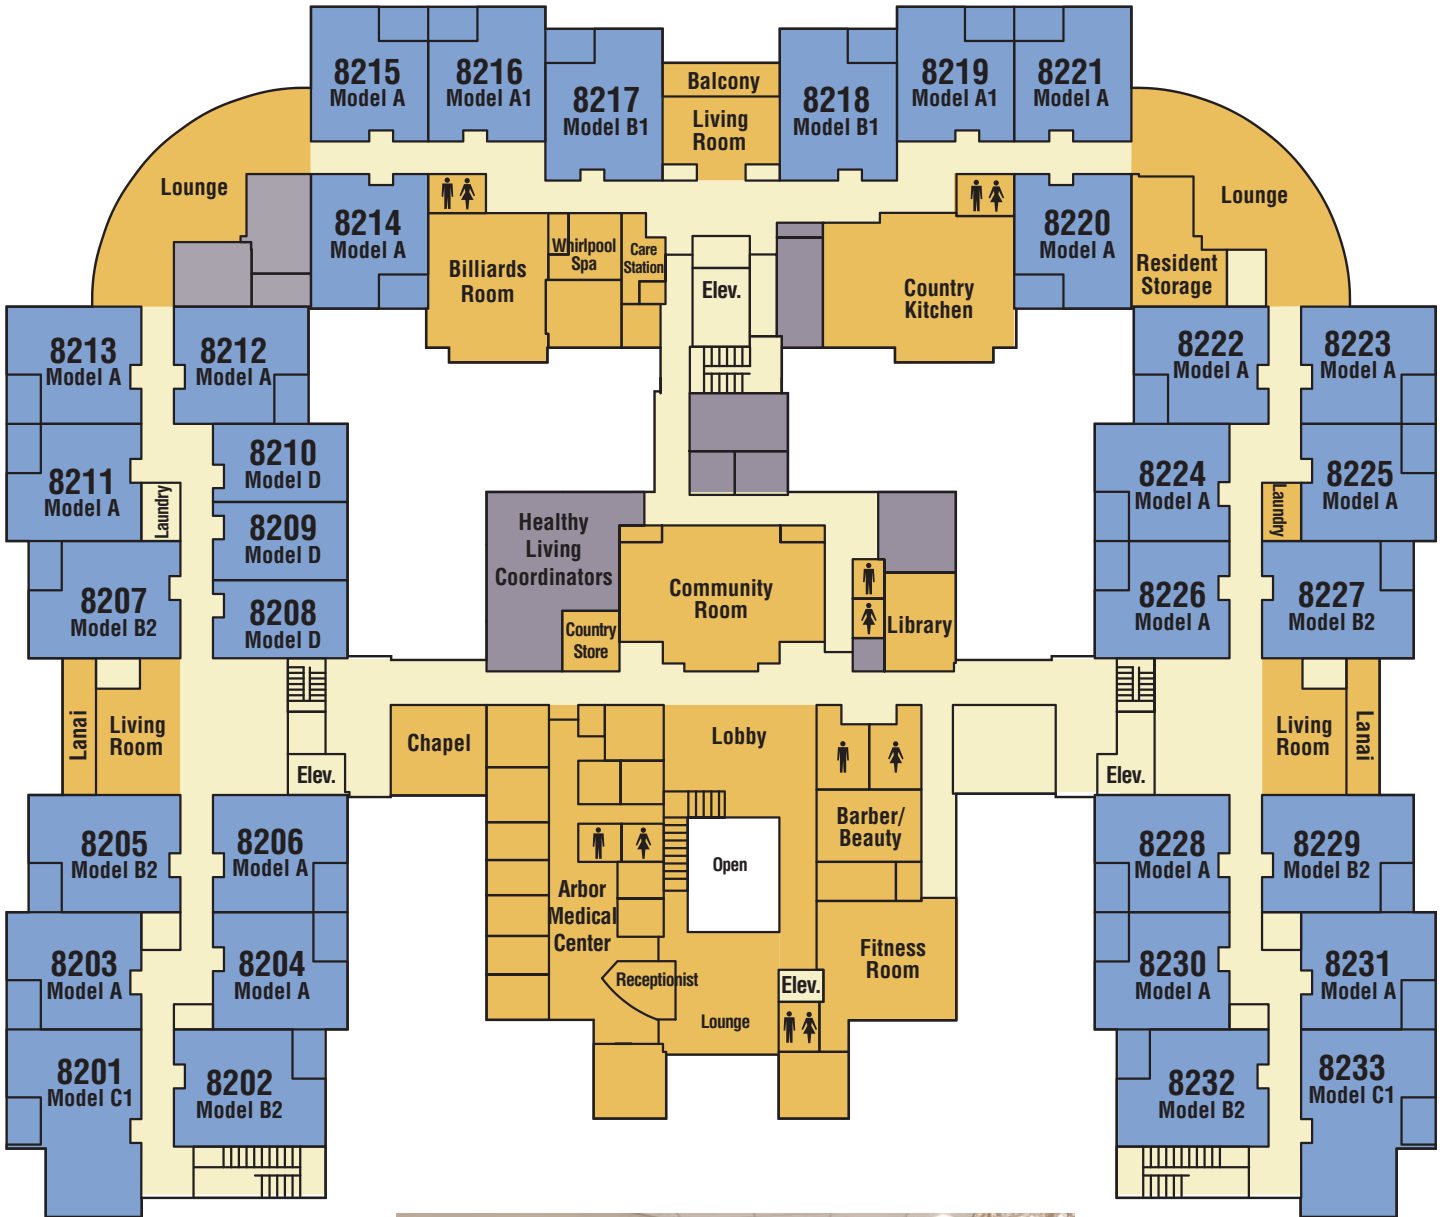 8215
Model A
8216
Model A1
8217
Model B1
Balcony
Living
Room
8218
Model B1
8219
Model A1
8221
Model A
Lounge
8214
Model A
Billiards
Room
Whirlpool
Spa
Care
Station
Elev.
Country
Kitchen
8220
Model A
Resident
Storage
Lounge
8213
Model A
8212
Model A
8222
Model A
8223
Model A
8211
Model A
Laundry
8210
Model D
8209
Model D
8208
Model D
8207
Model B2
Healthy
Living
Coordinators
Country
Store
Community
Room
Library
8224
Model A
8225
Model A
Laundry
8226
Model A
8227
Model B2
Lanai
Living
Room
Elev.
Chapel
Lobby
Elev.
Living
Room
Lanai
8205
Model B2
8206
Model A
Open
Barber/
Beauty
8228
Model A
8229
Model B2
8203
Model A
8204
Model A
Arbor
Medical
Center
Receptionist
Lounge
Elev.
Fitness
Room
8230
Model A
8231
Model A
8201
Model C1
8202
Model B2
8232
Model B2
8233
Model C1